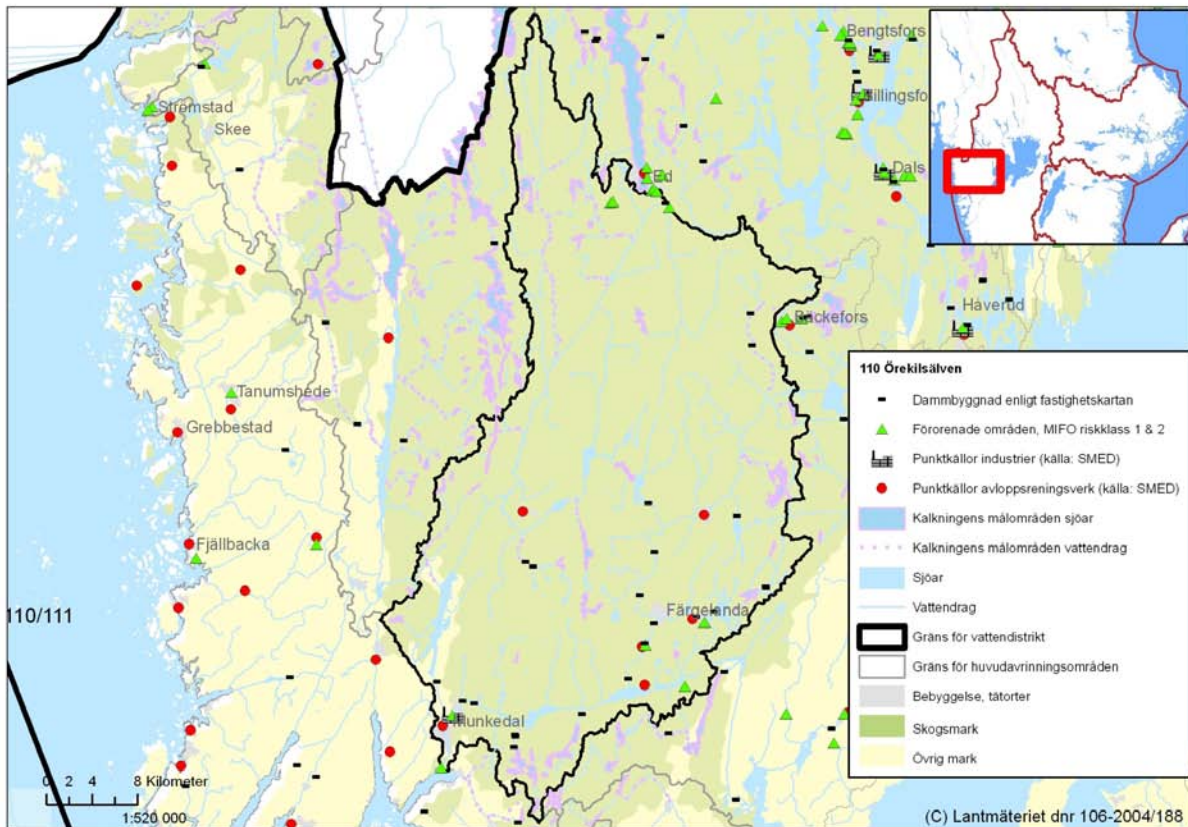 Bengtsfors
Billingsfo
Strömstad
Skee
Dals
Ed
Håverud
Bäckefors
Tanumshede
Grebbestad
Fjällbacka
Färgelanda
Munkedal
110/111
110 Örekilsälven
Dammbyggnad enligt fastighetskartan
Förorenade områden, MIFO riskklass 1 & 2
Punktkällor industrier (källa: SMED)
Punktkällor avloppsreningsverk (källa: SMED)
Kalkningens målområden sjöar
Kalkningens målområden vattendrag
Sjöar
Vattendrag
Gräns för vattendistrikt
Gräns för huvudavrinningsområden
Bebyggelse, tätorter
Skogsmark
Övrig mark
0 2 4 8 Kilometer
1:520 000
(C) Lantmäteriet dnr 106-2004/188